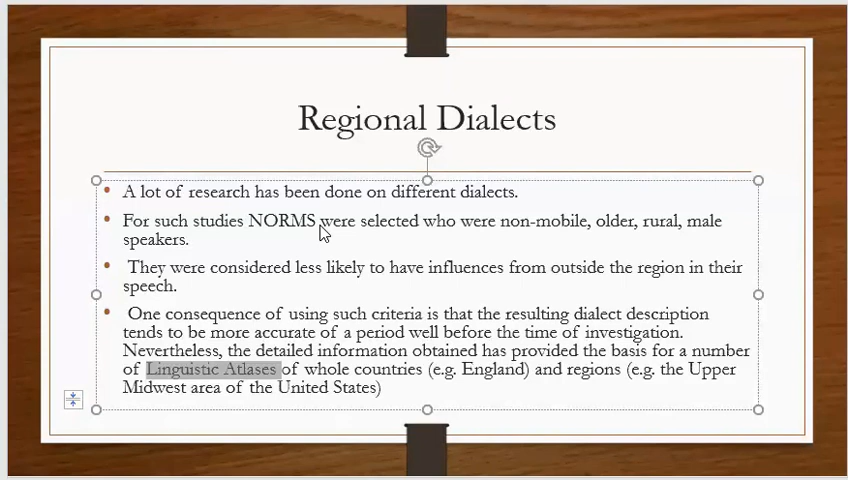 Regional Dialects
• A lot of research has been done on different dialects.
• For such studies NORMS were selected who were non-mobile, older, rural, male
speakers.
• They were considered less likely to have influences from outside the region in their
speech.
• One consequence of using such criteria is that the resulting dialect description
tends to be more accurate of a period well before the time of investigation.
Nevertheless, the detailed information obtained has provided the basis for a number
of Linguistic Atlases of whole countries (e.g. England) and regions (e.g. the Upper
Midwest area of the United States)